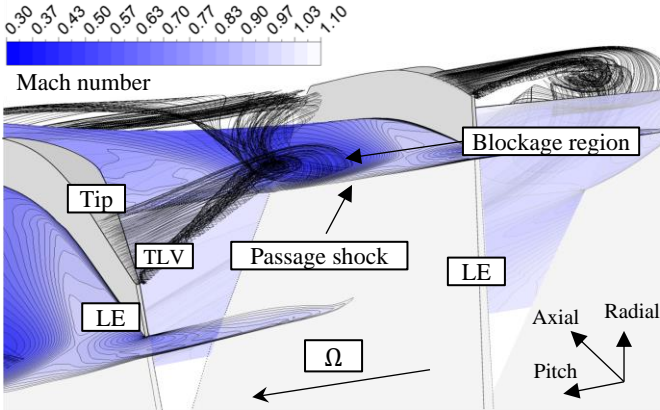 0.30 0.37 0.43 0.50 0.57 0.63 0.70 0.77 0.83 0.90 0.97 1.03 1.10
Mach number
Blockage region
Tip
TLV
Passage shock
LE
LE
Radial
Axial
Ω
Pitch